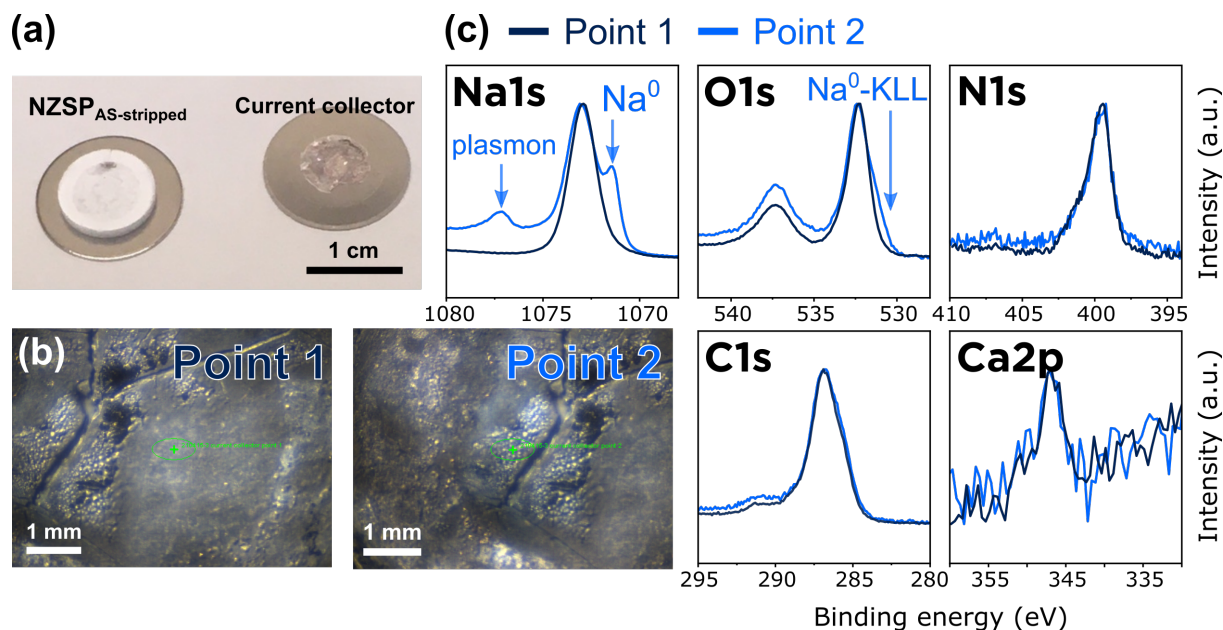 (a)
NZSP AS-stripped
Current collector
1 cm
(b)
Point 1
1 mm
Point 2
1 mm
(c)
Point 1
Point 2
Na1s
Na⁰
plasmon
1080
1075
1070
O1s
Na⁰-KLL
540
535
530
N1s
410
405
400
395
Intensity (a.u.)
C1s
295
290
285
280
Ca2p
355
345
335
Intensity (a.u.)
Binding energy (eV)